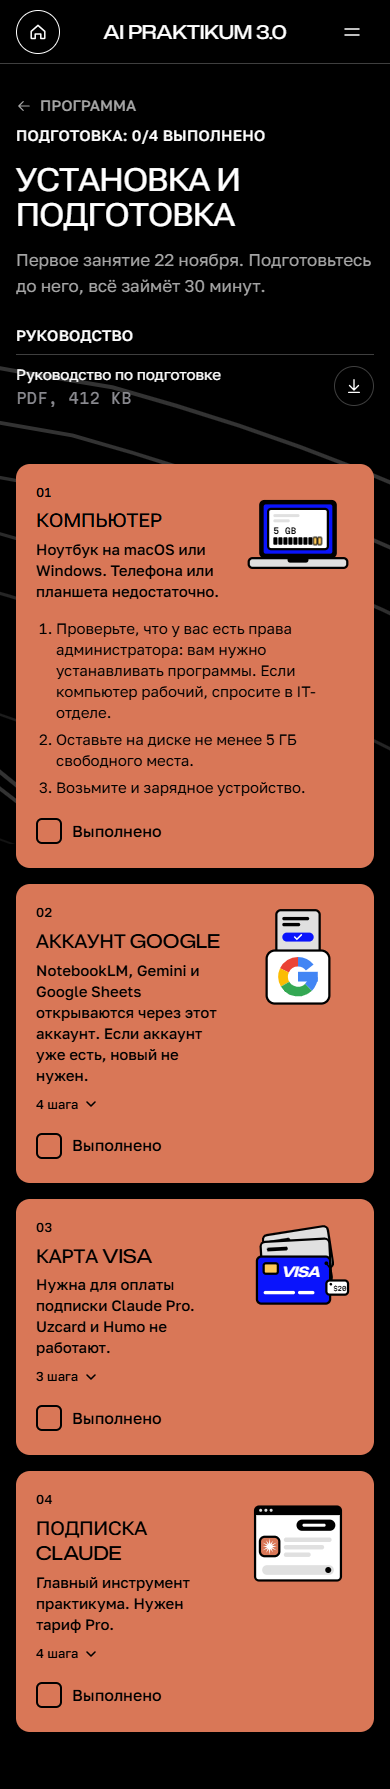 AI PRAKTIKUM 3.0
← ПРОГРАММА
ПОДГОТОВКА: 0/4 ВЫПОЛНЕНО
УСТАНОВКА И
ПОДГОТОВКА
Первое занятие 22 ноября. Подготовьтесь
до него, всё займёт 30 минут.
РУКОВОДСТВО
Руководство по подготовке
PDF, 412 KB
01
КОМПЬЮТЕР
Ноутбук на macOS или
Windows. Телефона или
планшета недостаточно.
5 GB
1. Проверьте, что у вас есть права
администратора: вам нужно
устанавливать программы. Если
компьютер рабочий, спросите в IT-
отделе.
2. Оставьте на диске не менее 5 ГБ
свободного места.
3. Возьмите и зарядное устройство.
Выполнено
02
АККАУНТ GOOGLE
NotebookLM, Gemini и
Google Sheets
открываются через этот
аккаунт. Если аккаунт
уже есть, новый не
нужен.
G
4 шага
Выполнено
03
КАРТА VISA
Нужна для оплаты
подписки Claude Pro.
Uzcard и Humo не
работают.
VISA
$20
3 шага
Выполнено
04
ПОДПИСКА
CLAUDE
Главный инструмент
практикума. Нужен
тариф Pro.
4 шага
Выполнено